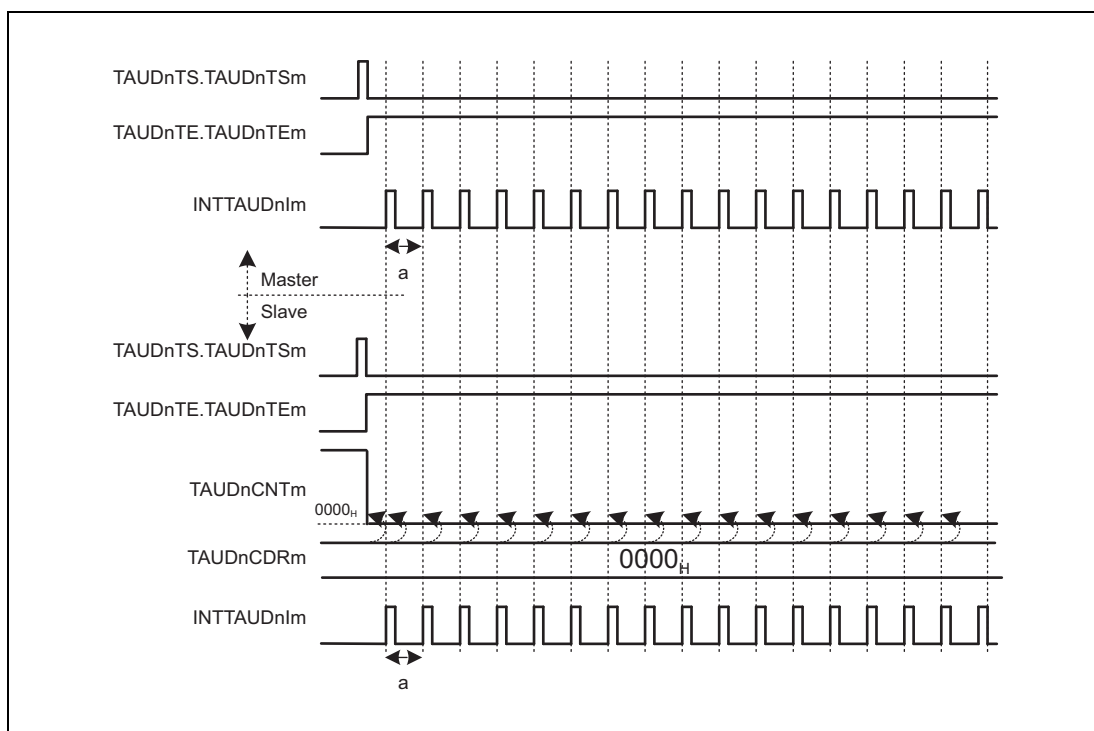 TAUDnTS.TAUDnTSm
TAUDnTE.TAUDnTEm
INTTAUDnIm
a
Master
Slave
TAUDnTS.TAUDnTSm
TAUDnTE.TAUDnTEm
TAUDnCNTm
0000H
TAUDnCDRm
0000H
INTTAUDnIm
a